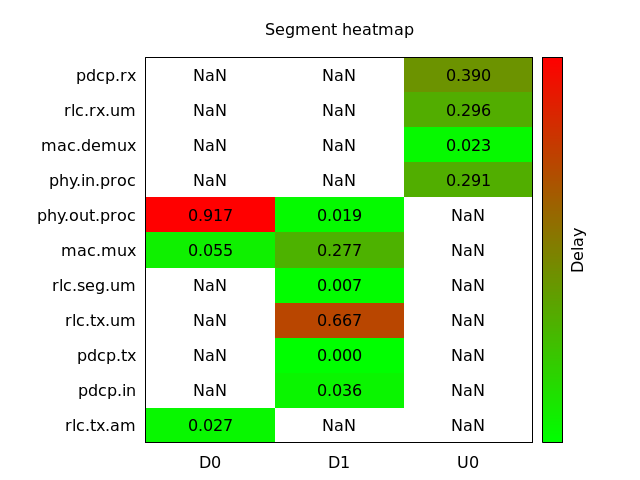 Segment heatmap
pdcp.rx NaN NaN 0.390
rlc.rx.um NaN NaN 0.296
mac.demux NaN NaN 0.023
phy.in.proc NaN NaN 0.291
phy.out.proc 0.917 0.019 NaN
mac.mux 0.055 0.277 NaN
rlc.seg.um NaN 0.007 NaN
rlc.tx.um NaN 0.667 NaN
pdcp.tx NaN 0.000 NaN
pdcp.in NaN 0.036 NaN
rlc.tx.am 0.027 NaN NaN
D0 D1 U0
Delay